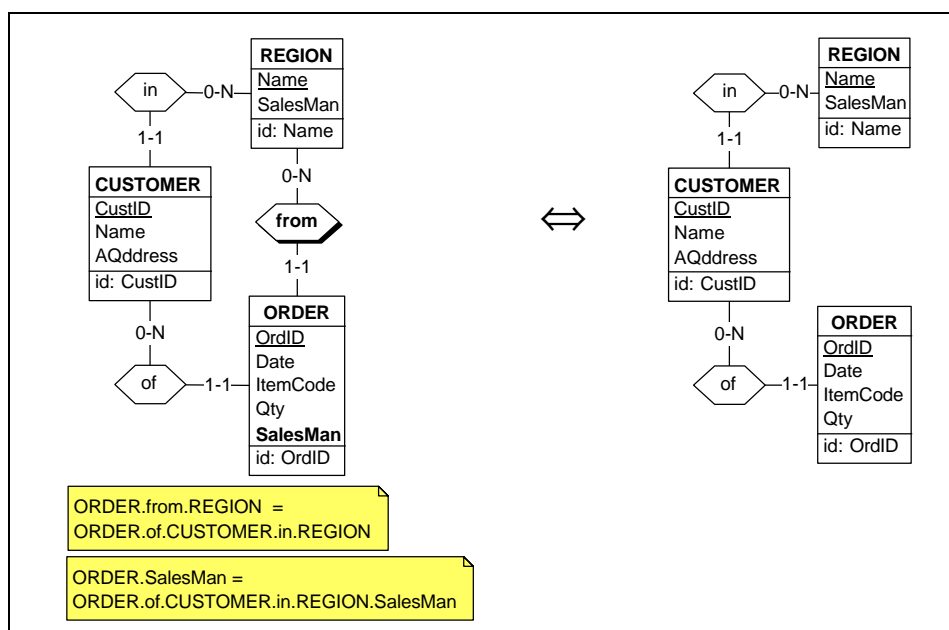 REGION
Name
SalesMan
id: Name
in
0-N
1-1
0-N
CUSTOMER
CustID
Name
AQddress
id: CustID
from
1-1
ORDER
OrdID
Date
ItemCode
Qty
SalesMan
id: OrdID
0-N
of
1-1
ORDER.from.REGION =
ORDER.of.CUSTOMER.in.REGION
ORDER.SalesMan =
ORDER.of.CUSTOMER.in.REGION.SalesMan
⇔
REGION
Name
SalesMan
id: Name
in
0-N
1-1
CUSTOMER
CustID
Name
AQddress
id: CustID
0-N
of
1-1
ORDER
OrdID
Date
ItemCode
Qty
id: OrdID